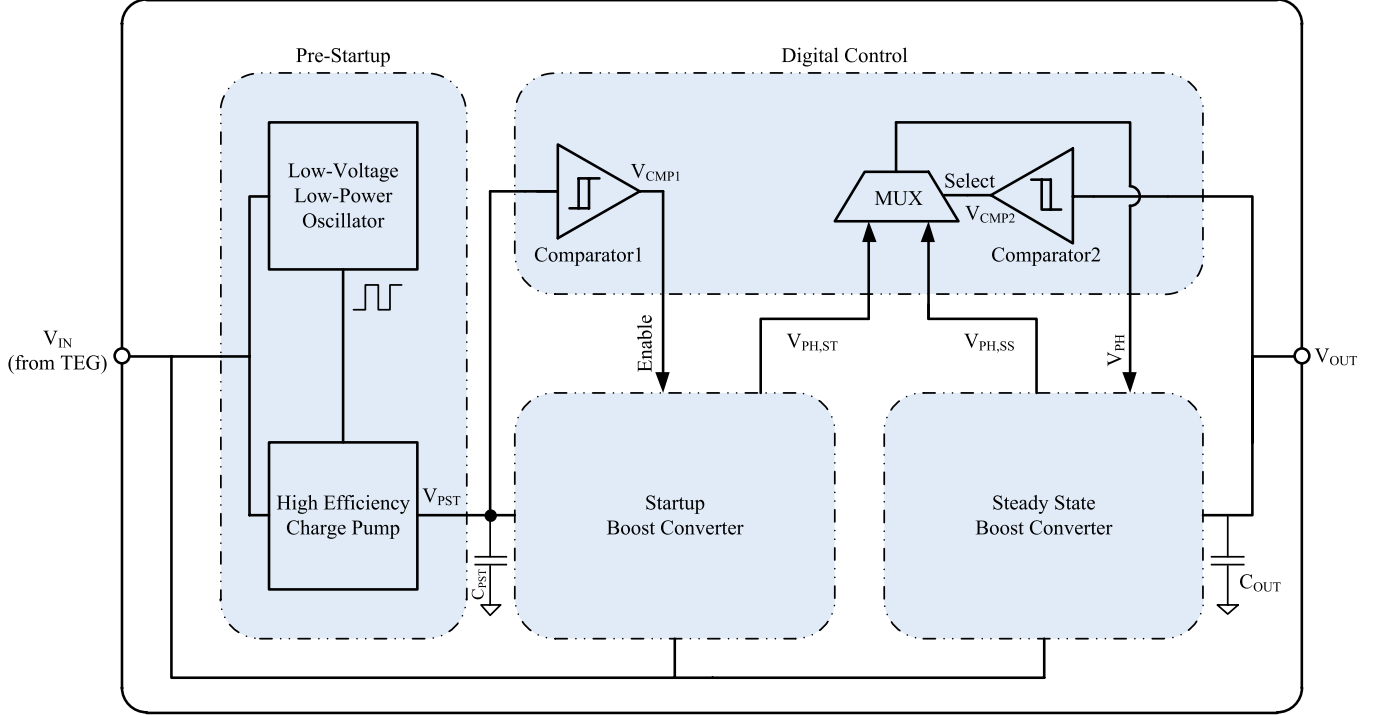 Pre-Startup
Digital Control
Low-Voltage
Low-Power
Oscillator
V_CMP1
Comparator1
MUX
Select
V_CMP2
Comparator2
Enable
V_PH,ST
V_PH,SS
V_PH
V_IN
(from TEG)
V_OUT
High Efficiency
Charge Pump
V_PST
C_PST
Startup
Boost Converter
Steady State
Boost Converter
C_OUT